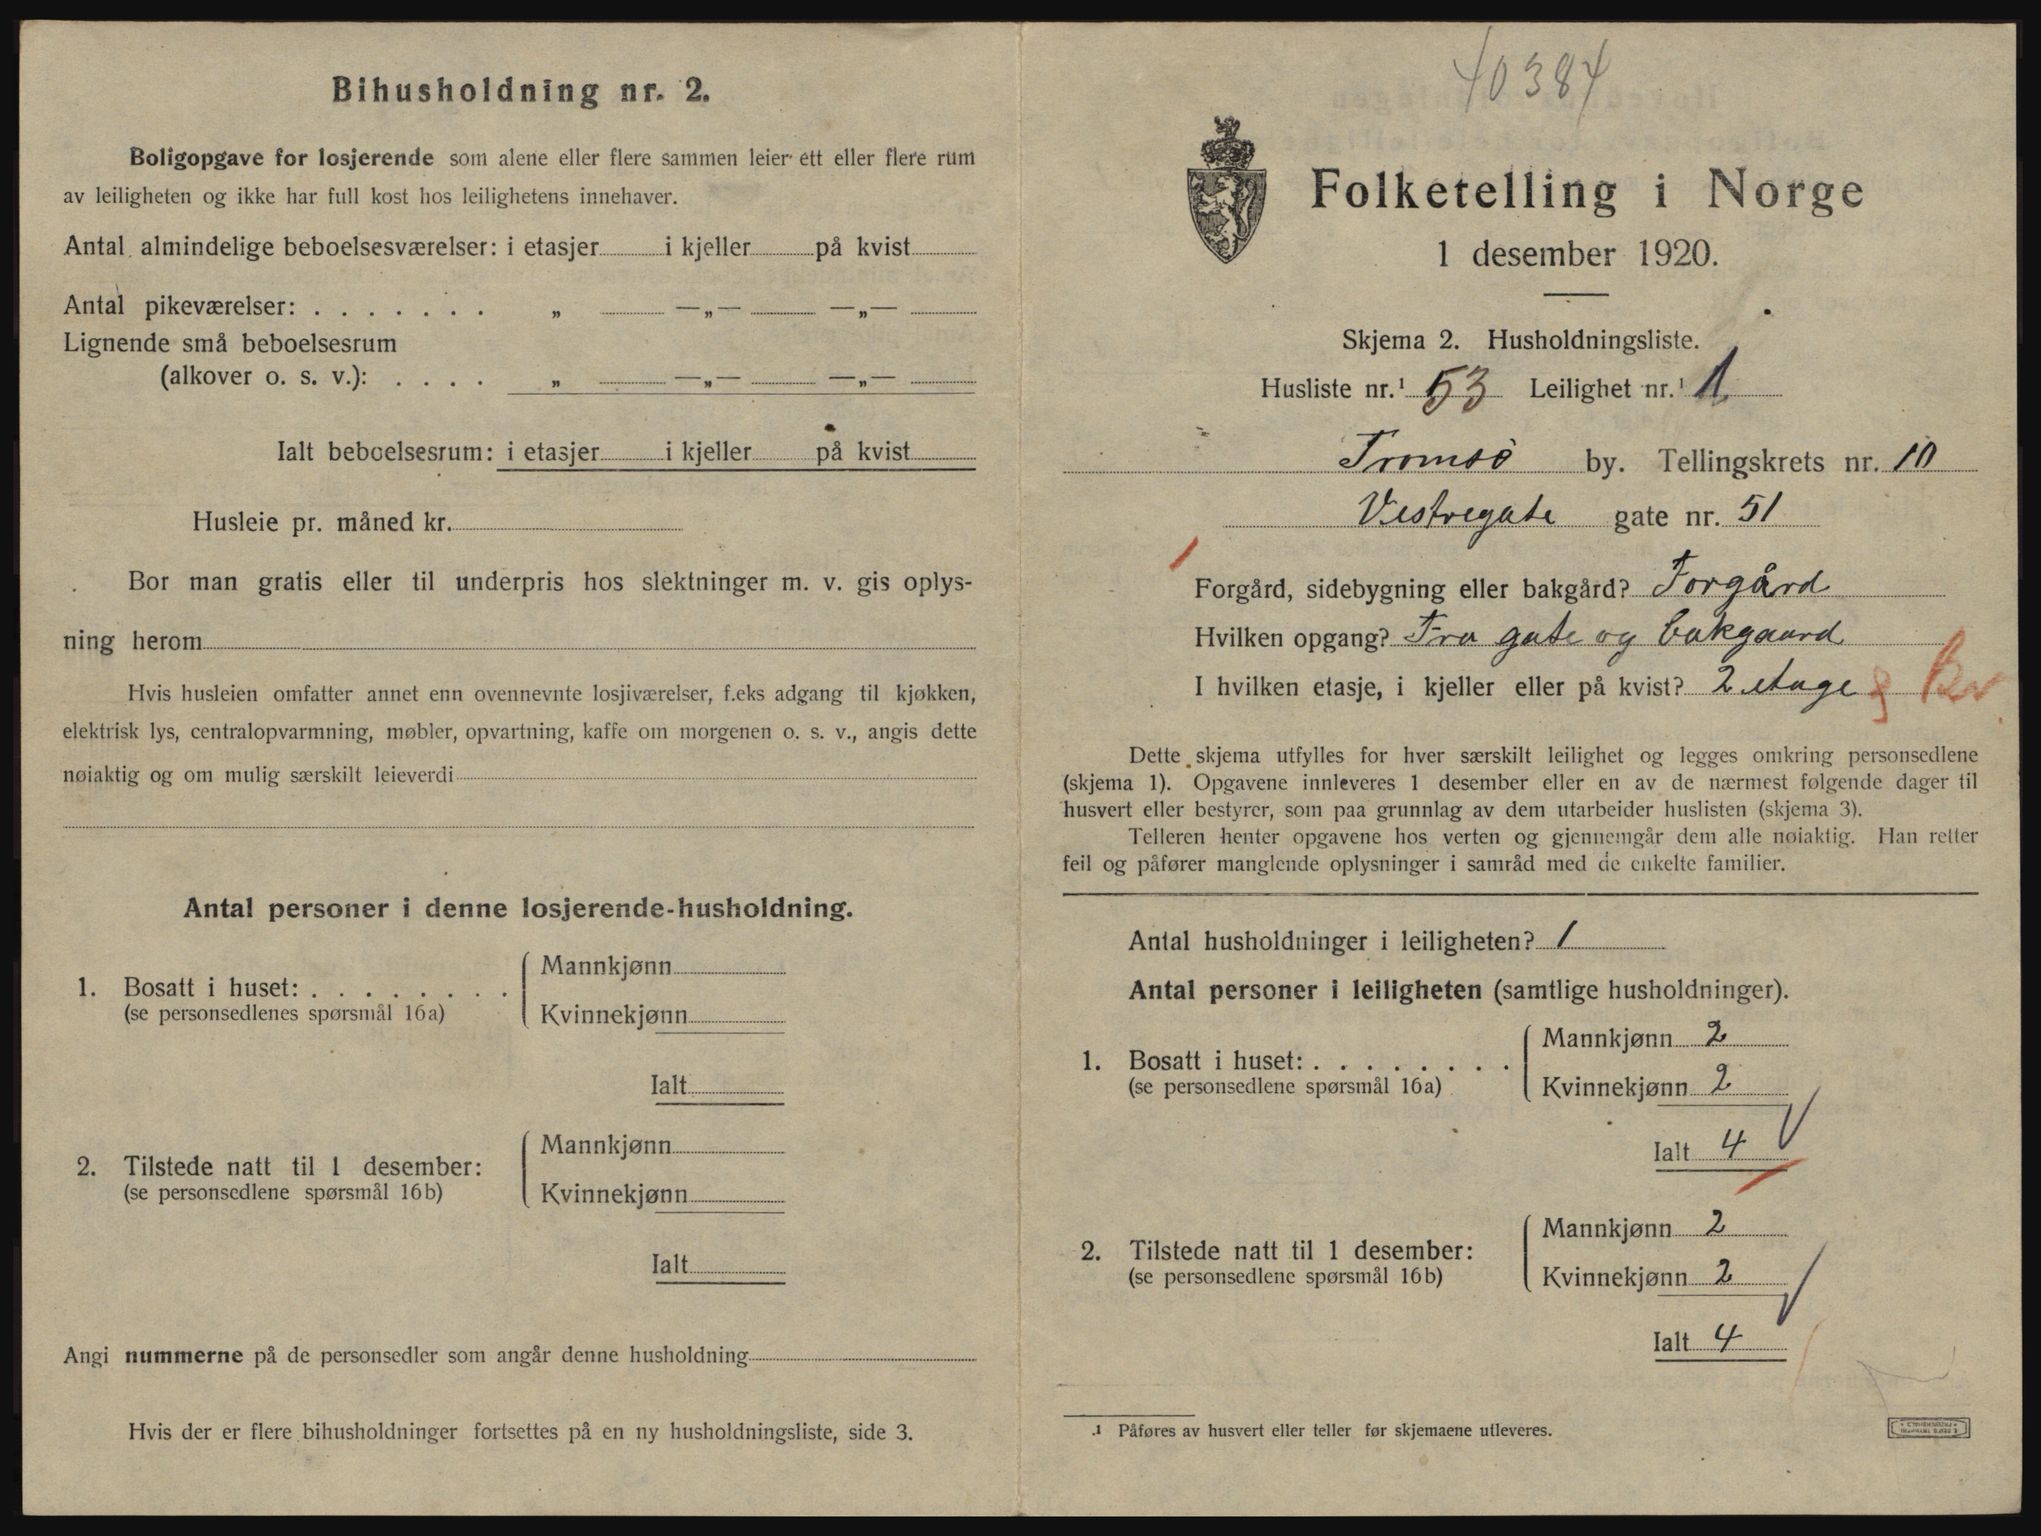 Bihusholdning nr. 2.
Boligopgave for losjerende som alene eller flere sammen leier ett eller flere rum
av leiligheten og ikke har full kost hos leilighetens innehaver.
Antal almindelige beboelsesværelser: i etasjer i kjeller på kvist
Antal pikeværelser: . . . . . . . „ —„— —„—
Lignende små beboelsesrum
(alkover o. s. v.): . . . . „ —„— —„—
Ialt beboelsesrum: i etasjer i kjeller på kvist
Husleie pr. måned kr.
Bor man gratis eller til underpris hos slektninger m. v. gis oplys-
ning herom
Hvis husleien omfatter annet enn ovennevnte losjiværelser, f.eks adgang til kjøkken,
elektrisk lys, centralopvarmning, møbler, opvartning, kaffe om morgenen o. s. v., angis dette
nøiaktig og om mulig særskilt leieverdi
Antal personer i denne losjerende-husholdning.
Mannkjønn
1. Bosatt i huset: . . . . . . . .
(se personsedlenes spørsmål 16a)
Kvinnekjønn
Ialt
Mannkjønn
2. Tilstede natt til 1 desember:
(se personsedlene spørsmål 16b)
Kvinnekjønn
Ialt
Angi nummerne på de personsedler som angår denne husholdning
Hvis der er flere bihusholdninger fortsettes på en ny husholdningsliste, side 3.
40384
Folketelling i Norge
1 desember 1920.
Skjema 2. Husholdningsliste.
Husliste nr.¹ 53 Leilighet nr.¹ 1
Tromsö by. Tellingskrets nr. 10
Vestregate gate nr. 51
Forgård, sidebygning eller bakgård? Forgård
Hvilken opgang? Fra gate og bakgaard
I hvilken etasje, i kjeller eller på kvist? 2 etage
Dette skjema utfylles for hver særskilt leilighet og legges omkring personsedlene
(skjema 1). Opgavene innleveres 1 desember eller en av de nærmest følgende dager til
husvert eller bestyrer, som paa grunnlag av dem utarbeider huslisten (skjema 3).
Telleren henter opgavene hos verten og gjennemgår dem alle nøiaktig. Han retter
feil og påfører manglende oplysninger i samråd med de enkelte familier.
Antal husholdninger i leiligheten? 1
Antal personer i leiligheten (samtlige husholdninger).
Mannkjønn 2
1. Bosatt i huset: . . . . . . . .
(se personsedlene spørsmål 16a)
Kvinnekjønn 2
Ialt 4
Mannkjønn 2
2. Tilstede natt til 1 desember:
(se personsedlene spørsmål 16b)
Kvinnekjønn 2
Ialt 4
¹ Påføres av husvert eller teller før skjemaene utleveres.